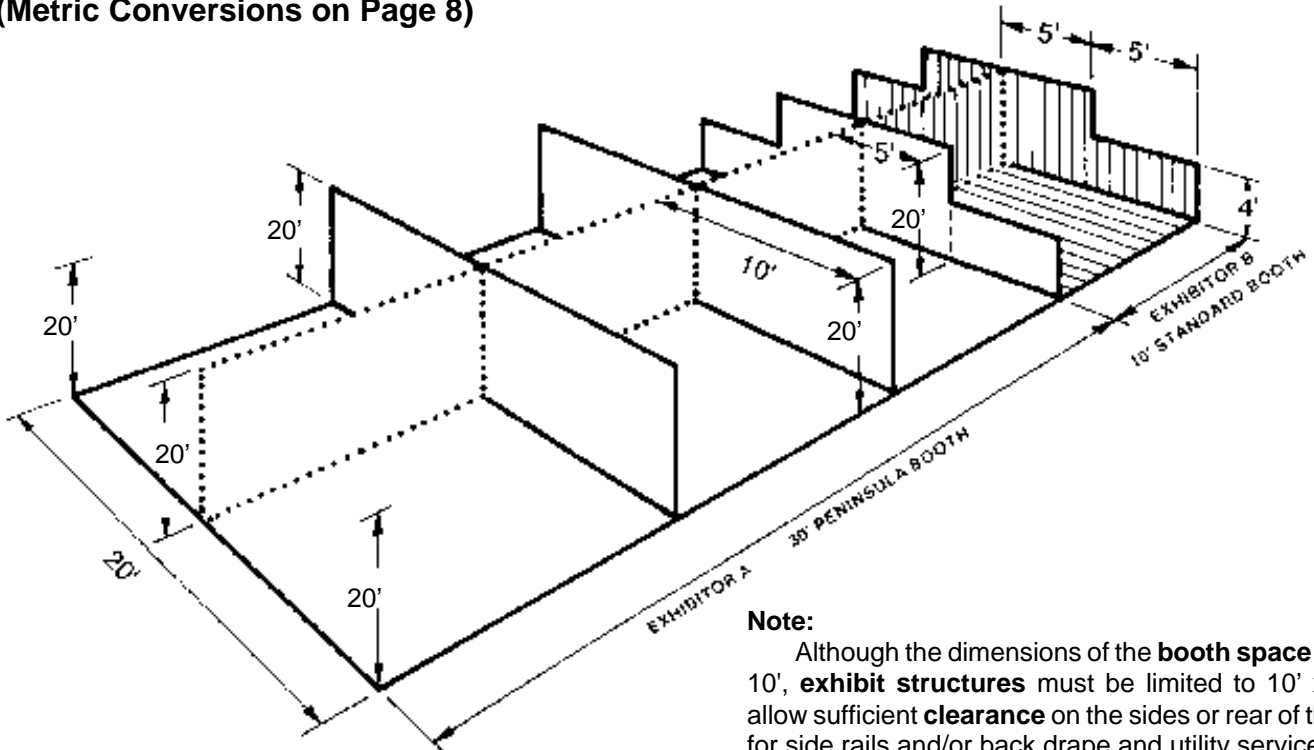 (Metric Conversions on Page 8)
5'
5'
5'
20'
20'
4'
10'
20'
20'
20'
20'
20'
EXHIBITOR B
10' STANDARD BOOTH
30' PENINSULA BOOTH
EXHIBITOR A
Note:
Although the dimensions of the booth space
10', exhibit structures must be limited to 10'
allow sufficient clearance on the sides or rear of
for side rails and/or back drape and utility service